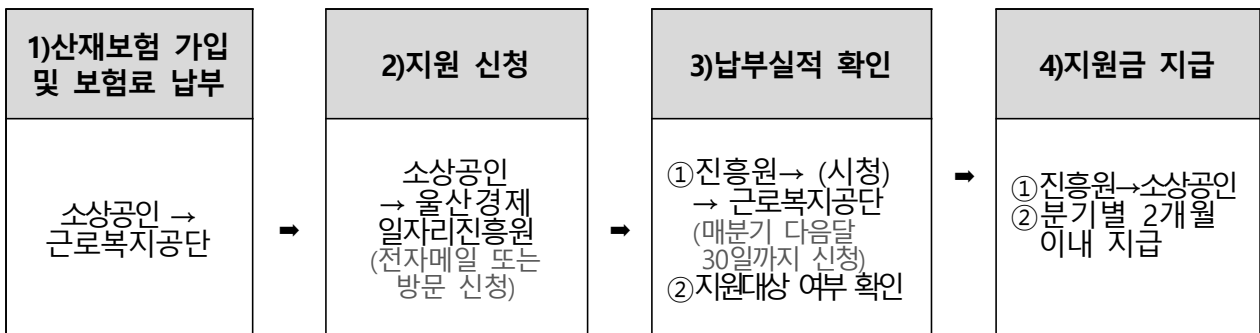 1)산재보험 가입
및 보험료 납부
소상공인 →
근로복지공단
➡
2)지원 신청
소상공인
→ 울산경제
일자리진흥원
(전자메일 또는
방문 신청)
➡
3)납부실적 확인
①진흥원→ (시청)
→ 근로복지공단
(매분기 다음달
30일까지 신청)
②지원대상 여부 확인
➡
4)지원금 지급
①진흥원→소상공인
②분기별 2개월
이내 지급